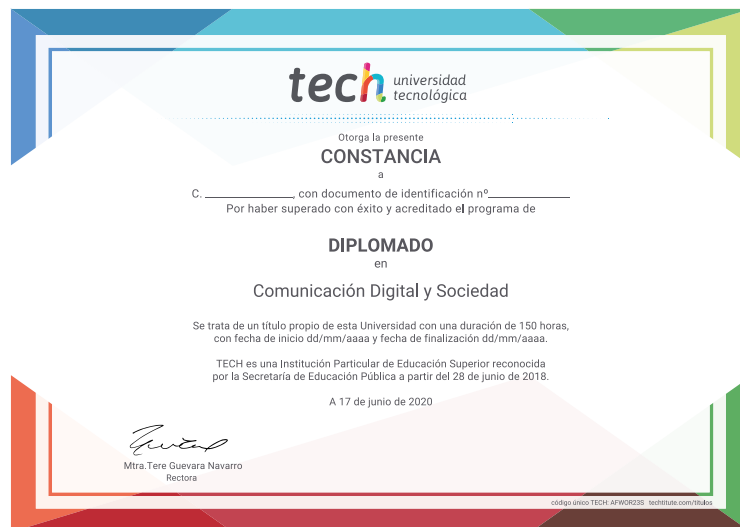 tech universidad
tecnológica
Otorga la presente
CONSTANCIA
a
C. ______________, con documento de identificación nº______________
Por haber superado con éxito y acreditado el programa de
DIPLOMADO
en
Comunicación Digital y Sociedad
Se trata de un título propio de esta Universidad con una duración de 150 horas,
con fecha de inicio dd/mm/aaaa y fecha de finalización dd/mm/aaaa.
TECH es una Institución Particular de Educación Superior reconocida
por la Secretaría de Educación Pública a partir del 28 de junio de 2018.
A 17 de junio de 2020
Mtra.Tere Guevara Navarro
Rectora
código único TECH: AFWOR23S techtitute.com/titulos